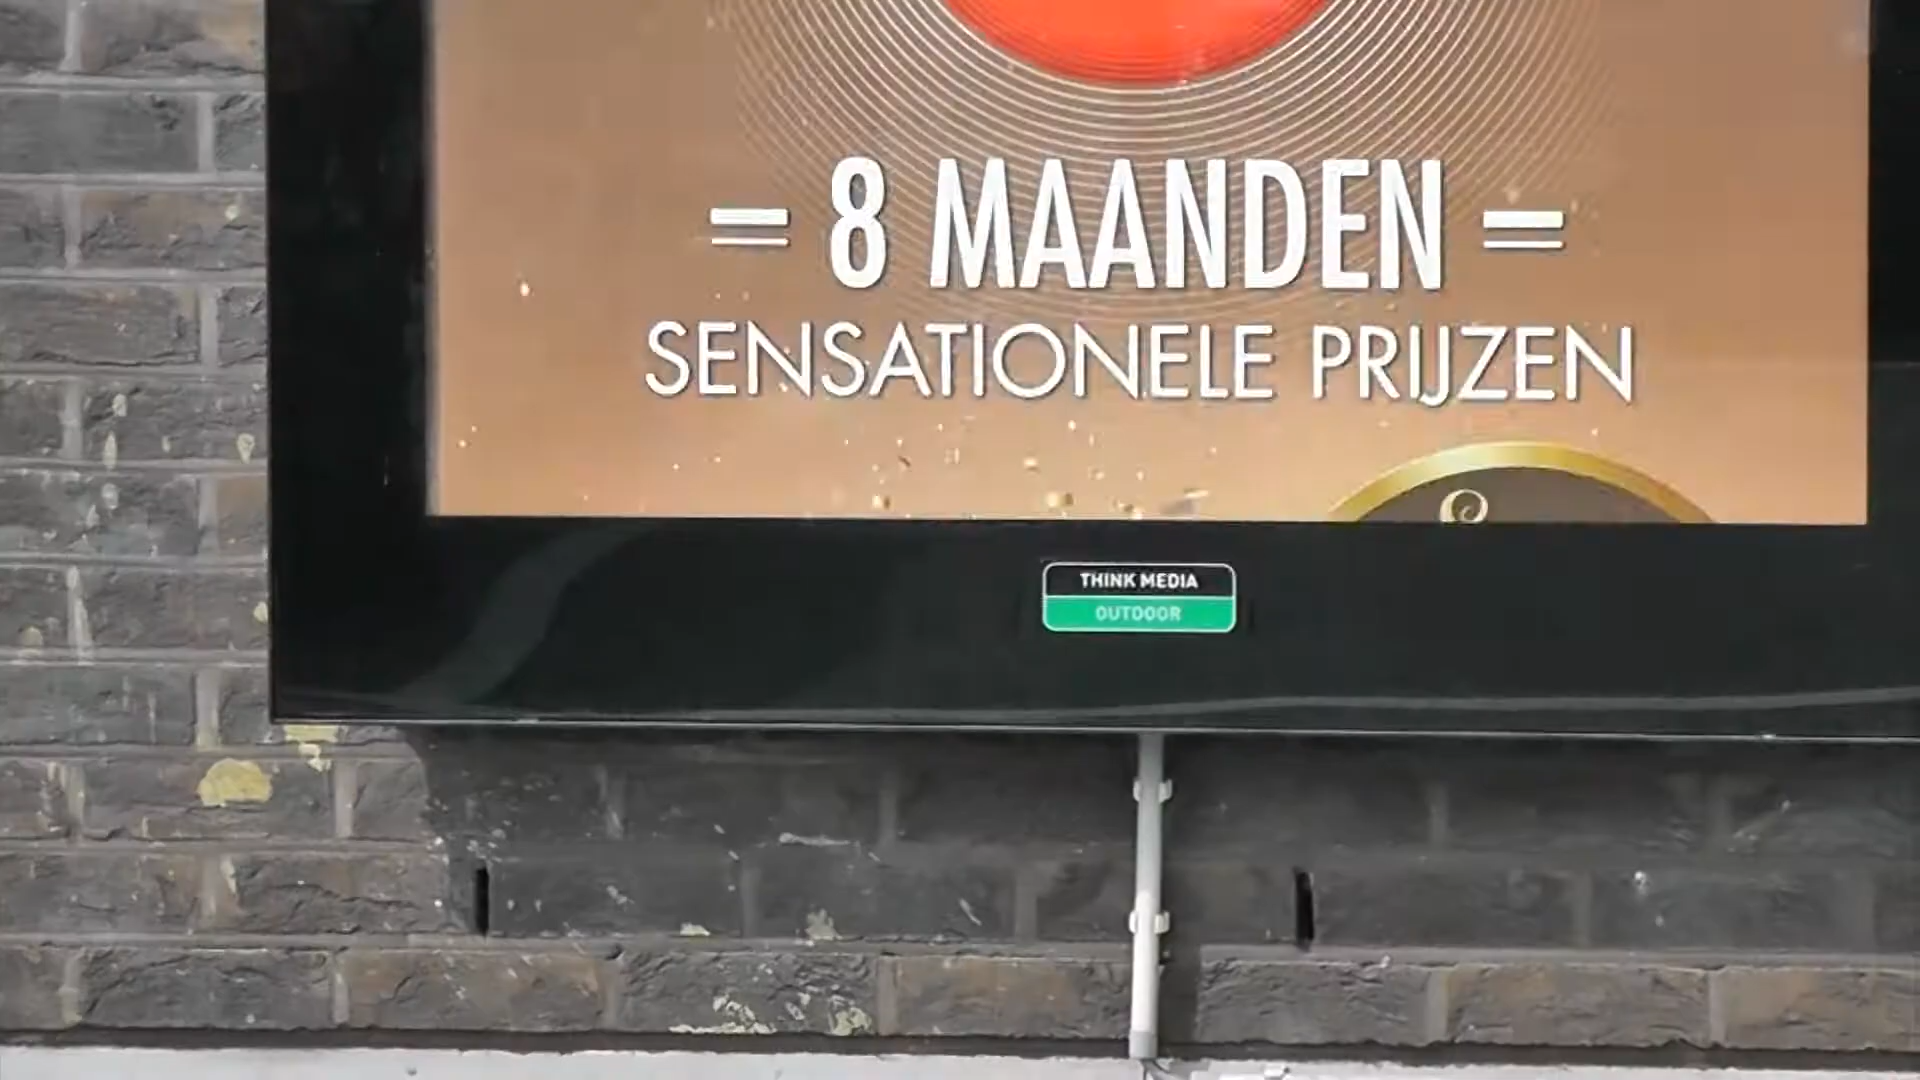 = 8 MAANDEN =
SENSATIONELE PRIJZEN
THINK MEDIA
OUTDOOR